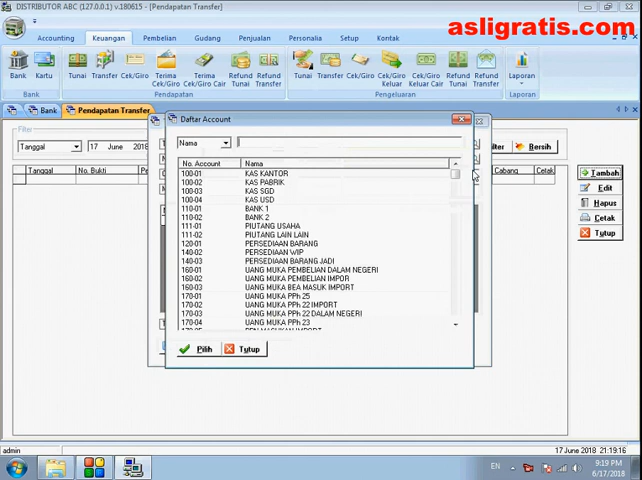 DISTRIBUTOR ABC (1) v.180615 - [Pendapatan Transfer]
asligratis.com
Accounting Keuangan Pembelian Gudang Penjualan Personalia Setup Kontak
Bank Kartu Tunai Transfer Cek/Giro Terima Cek/Giro Terima Cek/Giro Cair Refund Tunai Refund Transfer Tunai Transfer Cek/Giro Cek/Giro Keluar Cek/Giro Keluar Cair Refund Tunai Refund Transfer Laporan
Pendapatan Pengeluaran
Bank Pendapatan Transfer
Filter
Tanggal 17 June 2018
Bersih
Tanggal No. Bukti Cabang Cetak
Tambah
Edit
Hapus
Cetak
Tutup
Daftar Account
Nama
No. Account Nama
100-01 KAS KANTOR
100-02 KAS PABRIK
100-03 KAS SGD
100-04 KAS USD
110-01 BANK 1
110-02 BANK 2
111-01 PIUTANG USAHA
111-02 PIUTANG LAIN LAIN
120-01 PERSEDIAAN BARANG
140-02 PERSEDIAAN WIP
140-03 PERSEDIAAN BARANG JADI
160-01 UANG MUKA PEMBELIAN DALAM NEGERI
160-02 UANG MUKA PEMBELIAN IMPOR
160-03 UANG MUKA BEA MASUK IMPORT
170-01 UANG MUKA PPh 25
170-02 UANG MUKA PPh 22 IMPORT
170-03 UANG MUKA PPh 22 DALAM NEGERI
170-04 UANG MUKA PPh 23
Pilih Tutup
admin
17 June 2018 21:19:16
EN
9:19 PM
6/17/2018